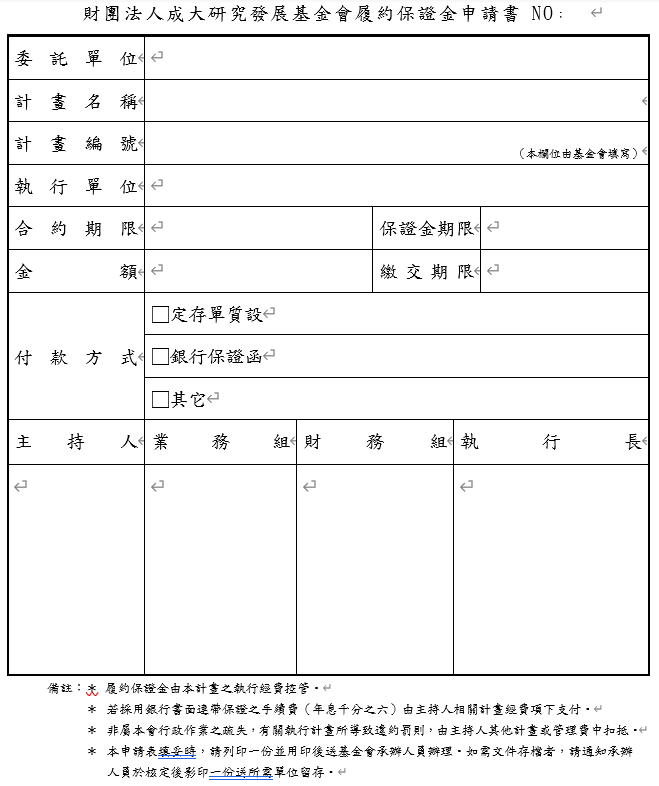 財團法人成大研究發展基金會履約保證金申請書 NO：
委託單位
計畫名稱
計畫編號
（本欄位由基金會填寫）
執行單位
合約期限 保證金期限
金額 繳交期限
付款方式
□定存單質設
□銀行保證函
□其它
主持人 業務組 財務組 執行長
備註：＊ 履約保證金由本計畫之執行經費控管。
＊ 若採用銀行書面連帶保證之手續費（年息千分之六）由主持人相關計畫經費項下支付。
＊ 非屬本會行政作業之疏失，有關執行計畫所導致違約罰則，由主持人其他計畫或管理費中扣抵。
＊ 本申請表填妥時，請列印一份並用印後送基金會承辦人員辦理。如需文件存檔者，請通知承辦
人員於核定後影印一份送所需單位留存。